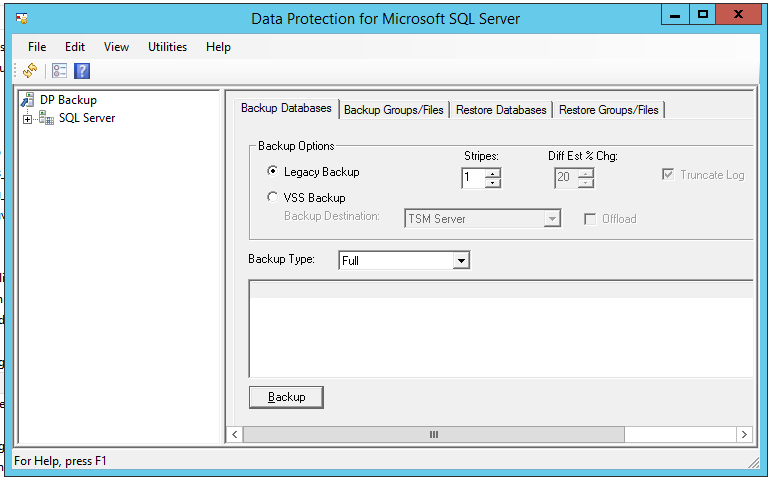 Data Protection for Microsoft SQL Server
File Edit View Utilities Help
DP Backup
SQL Server
Backup Databases Backup Groups/Files Restore Databases Restore Groups/Files
Backup Options
Stripes: Diff Est % Chg:
Legacy Backup 1 20 Truncate Log
VSS Backup
Backup Destination: TSM Server Offload
Backup Type: Full
Backup
For Help, press F1